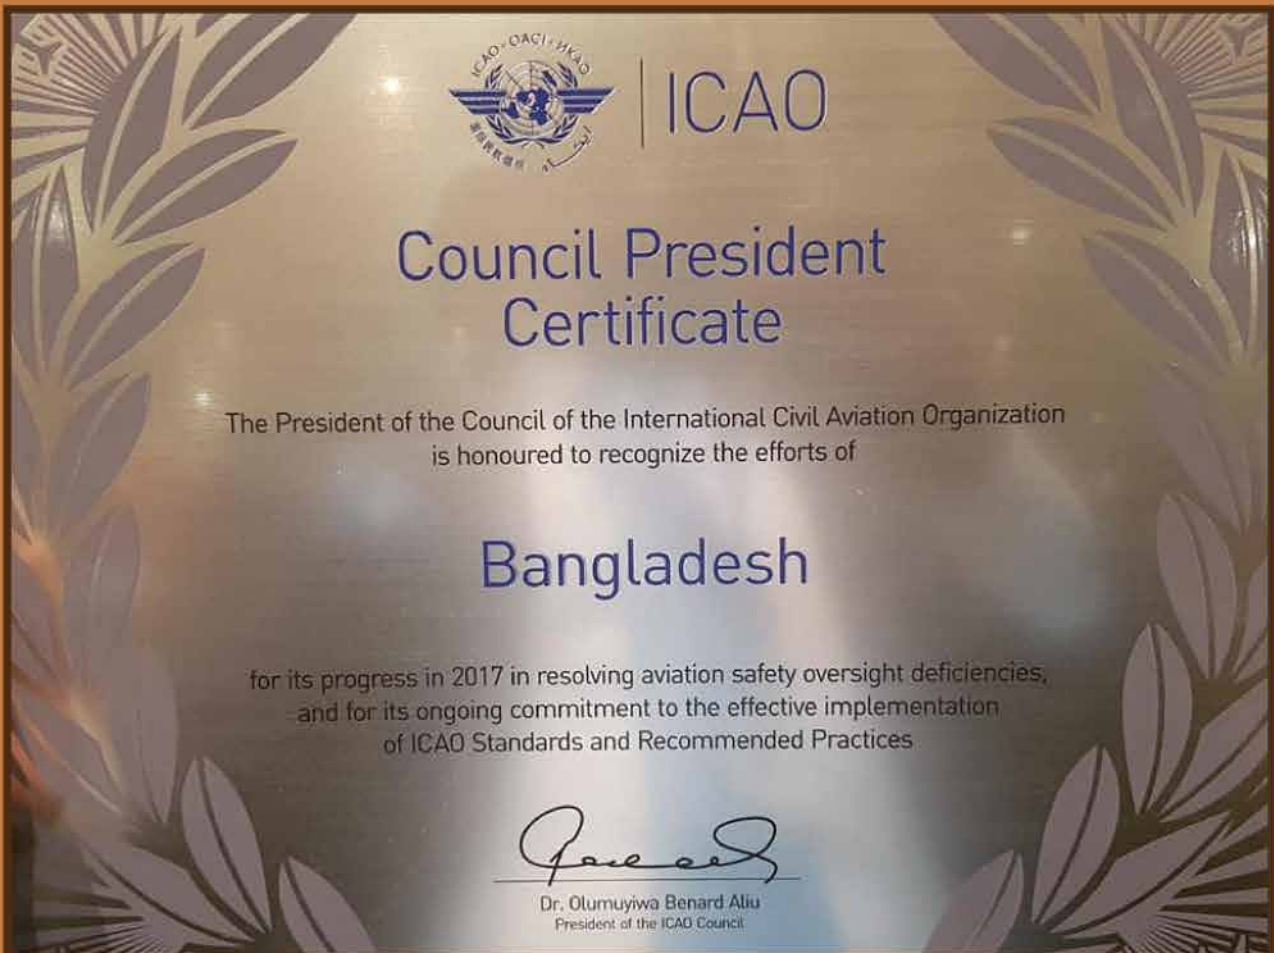 ICAO · OACI · ИКАО
ICAO
Council President
Certificate
The President of the Council of the International Civil Aviation Organization
is honoured to recognize the efforts of
Bangladesh
for its progress in 2017 in resolving aviation safety oversight deficiencies,
and for its ongoing commitment to the effective implementation
of ICAO Standards and Recommended Practices
Dr. Olumuyiwa Benard Aliu
President of the ICAO Council